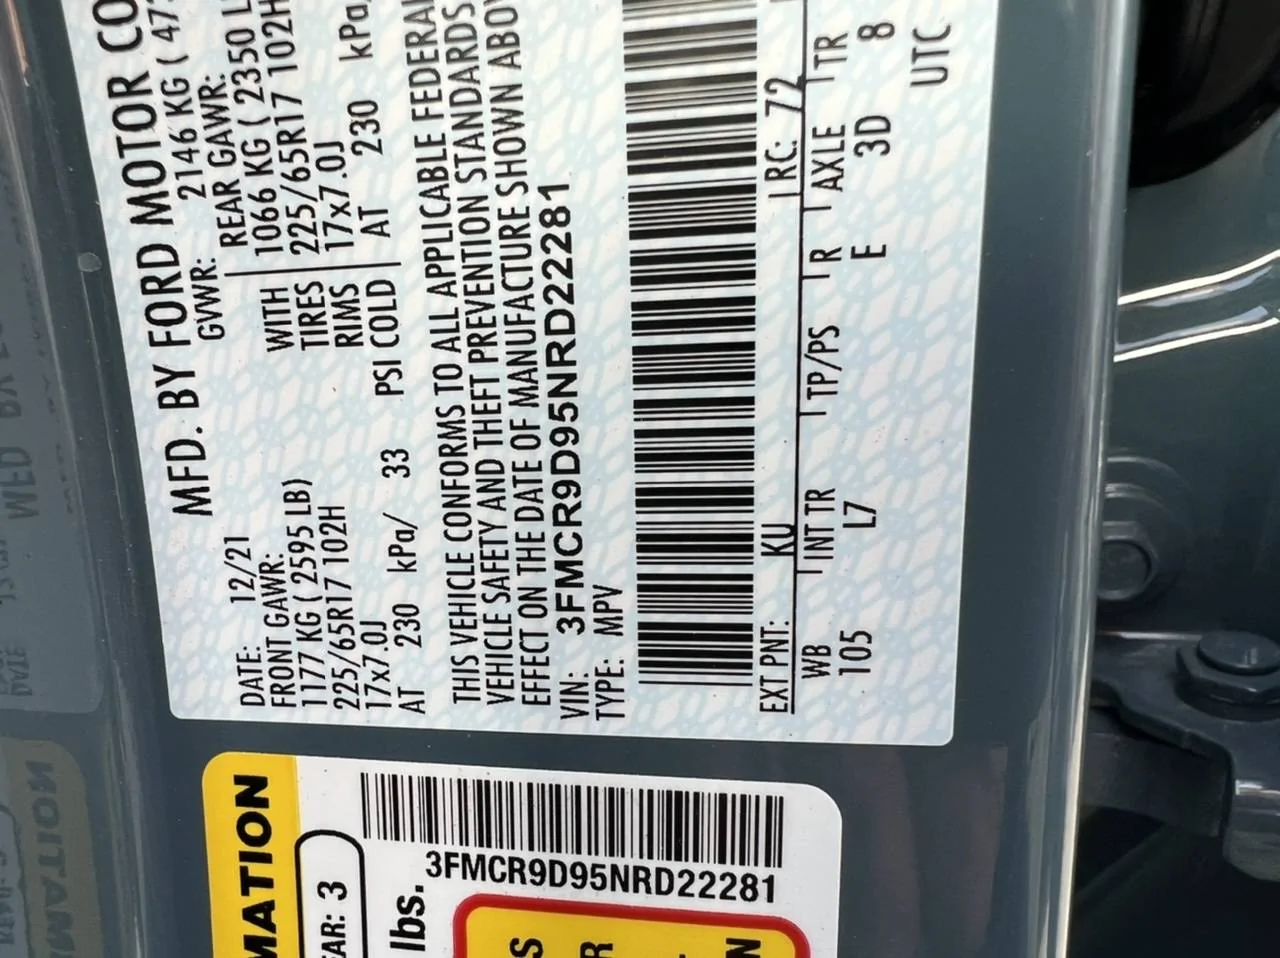 MFD. BY FORD MOTOR CO
DATE: 12/21 GVWR: 2146 KG ( 473
FRONT GAWR: REAR GAWR:
1177 KG ( 2595 LB) 1066 KG ( 2350 L
225/65R17 102H WITH TIRES 225/65R17 102H
17x7.0J RIMS 17x7.0J
AT 230 kPa/ 33 PSI COLD AT 230 kPa/
THIS VEHICLE CONFORMS TO ALL APPLICABLE FEDERAL
VEHICLE SAFETY AND THEFT PREVENTION STANDARDS
EFFECT ON THE DATE OF MANUFACTURE SHOWN ABOV
VIN: 3FMCR9D95NRD22281
TYPE: MPV
EXT PNT: KU RC: 72
WB INT TR TP/PS R AXLE TR
105 L7 E 3D 8
UTC
MATION
EAR: 3
3FMCR9D95NRD22281
lbs.